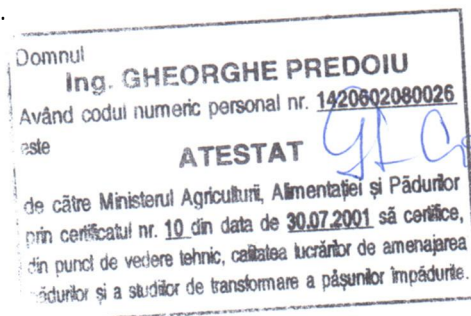 Domnul
Ing. GHEORGHE PREDOIU
Având codul numeric personal nr. 1420602080026
este
ATESTAT
de către Ministerul Agriculturii, Alimentației și Pădurilor
prin certificatul nr. 10 din data de 30.07.2001 să certifice,
din punct de vedere tehnic, calitatea lucrărilor de amenajarea
pădurilor și a studiilor de transformare a pășunilor împădurite.